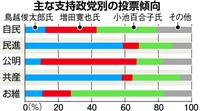 主な支持政党別の投票傾向
鳥越俊太郎氏 増田寛也氏 小池百合子氏 その他
自民
民進
公明
共産
お維
0(%) 20 40 60 80 100